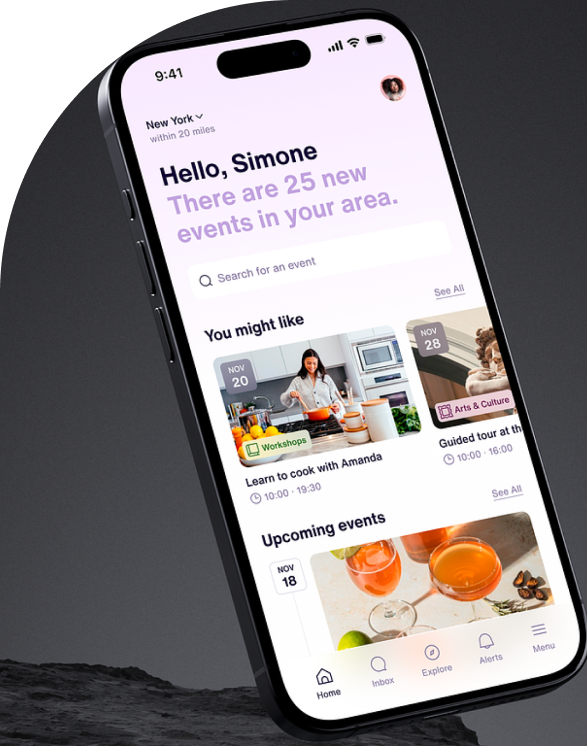 9:41
New York
within 20 miles
Hello, Simone
There are 25 new
events in your area.
Search for an event
See All
You might like
NOV
20
Workshops
NOV
28
Arts & Culture
Learn to cook with Amanda
10:00 · 19:30
Guided tour at th
10:00 · 16:00
See All
Upcoming events
NOV
18
Home
Inbox
Explore
Alerts
Menu